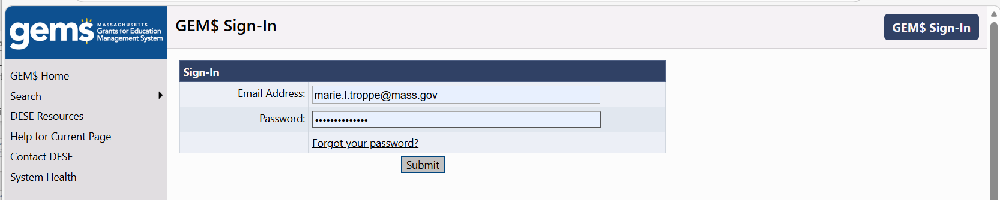 gem$ MASSACHUSETTS
Grants for Education
Management System
GEM$ Sign-In
GEM$ Sign-In
GEM$ Home
Search
DESE Resources
Help for Current Page
Contact DESE
System Health
Sign-In
Email Address: marie.l.troppe@mass.gov
Password: ••••••••••••••
Forgot your password?
Submit